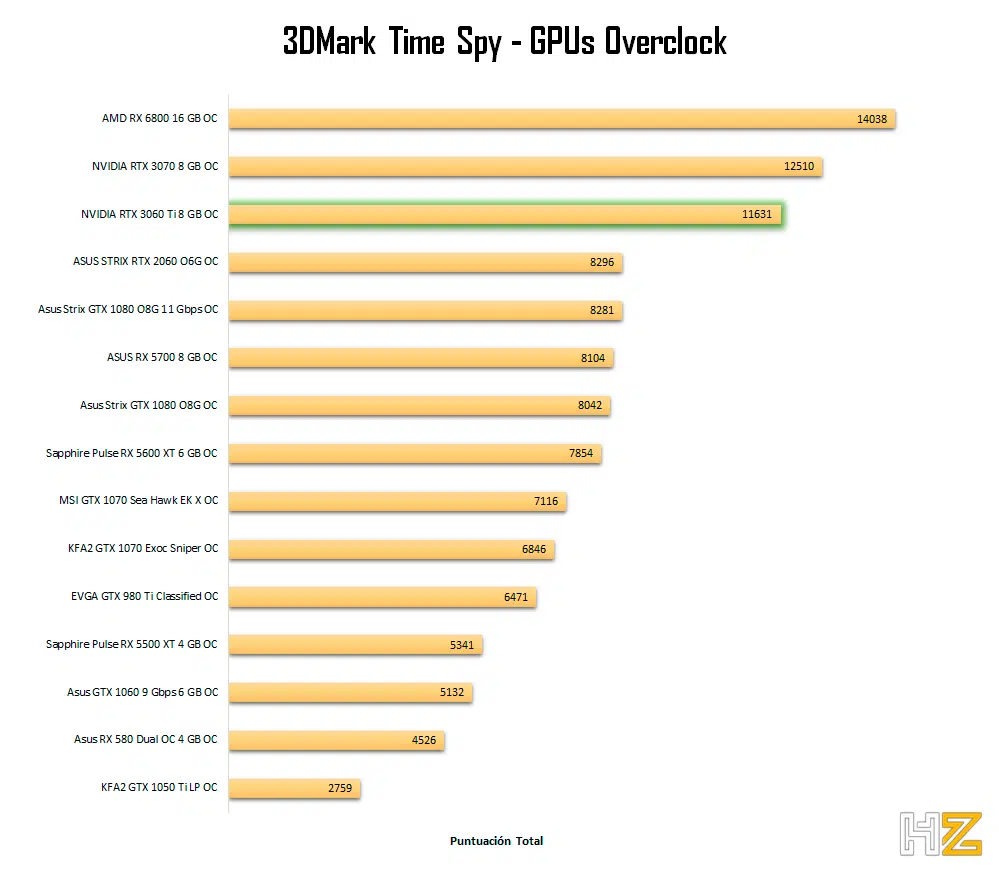 3DMark Time Spy - GPUs Overclock
AMD RX 6800 16 GB OC 14038
NVIDIA RTX 3070 8 GB OC 12510
NVIDIA RTX 3060 Ti 8 GB OC 11631
ASUS STRIX RTX 2060 O6G OC 8296
Asus Strix GTX 1080 O8G 11 Gbps OC 8281
ASUS RX 5700 8 GB OC 8104
Asus Strix GTX 1080 O8G OC 8042
Sapphire Pulse RX 5600 XT 6 GB OC 7854
MSI GTX 1070 Sea Hawk EK X OC 7116
KFA2 GTX 1070 Exoc Sniper OC 6846
EVGA GTX 980 Ti Classified OC 6471
Sapphire Pulse RX 5500 XT 4 GB OC 5341
Asus GTX 1060 9 Gbps 6 GB OC 5132
Asus RX 580 Dual OC 4 GB OC 4526
KFA2 GTX 1050 Ti LP OC 2759
Puntuación Total
HZ